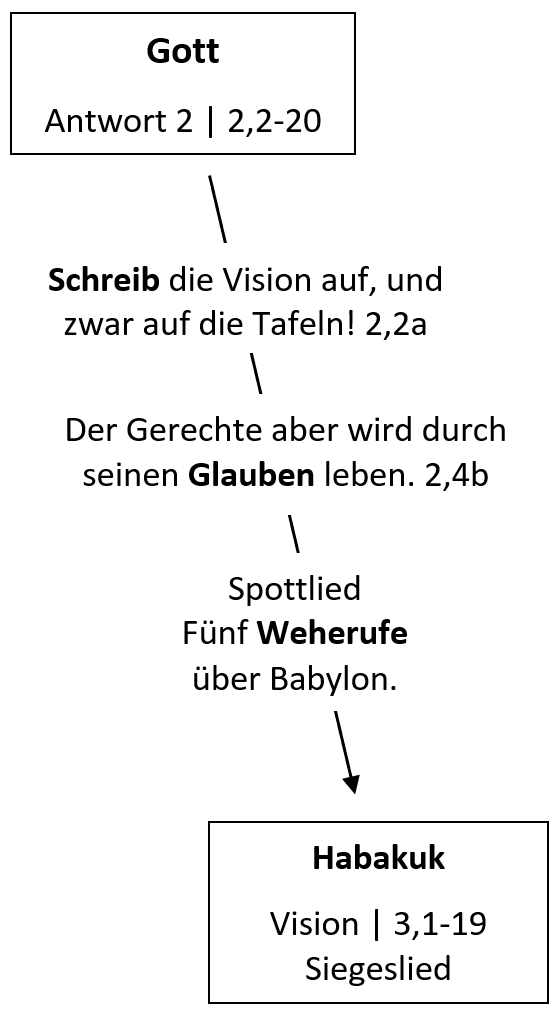 Gott
Antwort 2 | 2,2-20
Schreib die Vision auf, und
zwar auf die Tafeln! 2,2a
Der Gerechte aber wird durch
seinen Glauben leben. 2,4b
Spottlied
Fünf Weherufe
über Babylon.
Habakuk
Vision | 3,1-19
Siegeslied